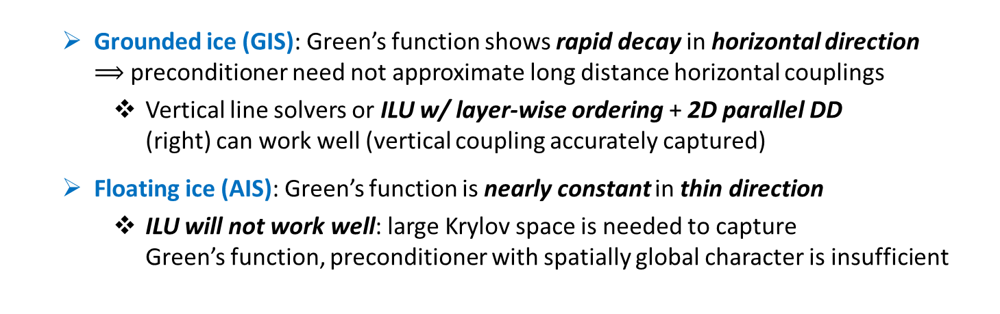 ➢ Grounded ice (GIS): Green's function shows rapid decay in horizontal direction
⟹ preconditioner need not approximate long distance horizontal couplings
❖ Vertical line solvers or ILU w/ layer-wise ordering + 2D parallel DD
(right) can work well (vertical coupling accurately captured)
➢ Floating ice (AIS): Green's function is nearly constant in thin direction
❖ ILU will not work well: large Krylov space is needed to capture
Green's function, preconditioner with spatially global character is insufficient